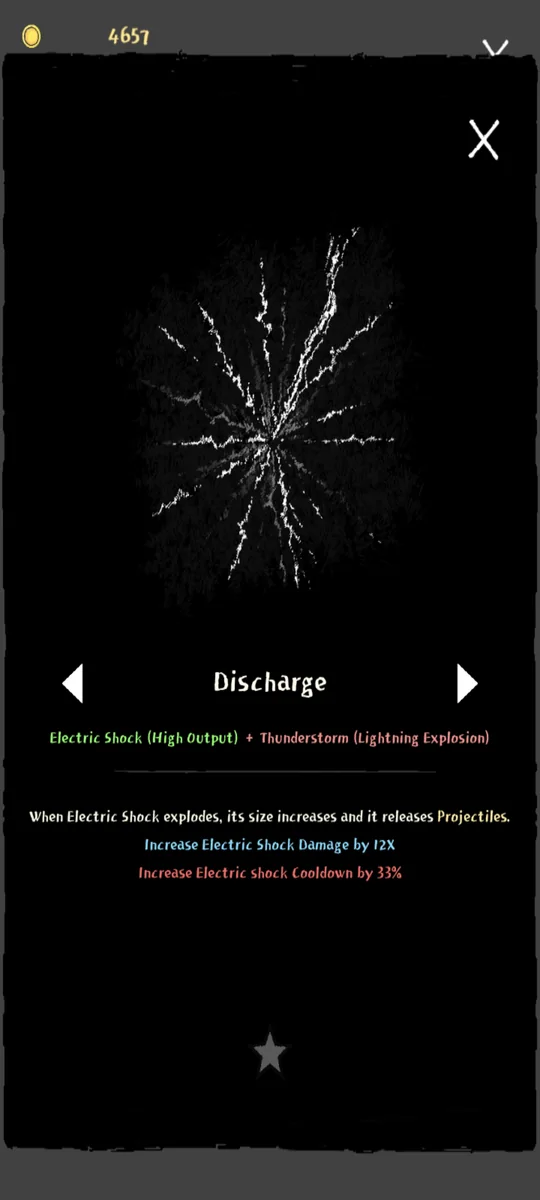 4657
X
Discharge
Electric Shock (High Output) + Thunderstorm (Lightning Explosion)
When Electric Shock explodes, its size increases and it releases Projectiles.
Increase Electric Shock Damage by 12X
Increase Electric shock Cooldown by 33%